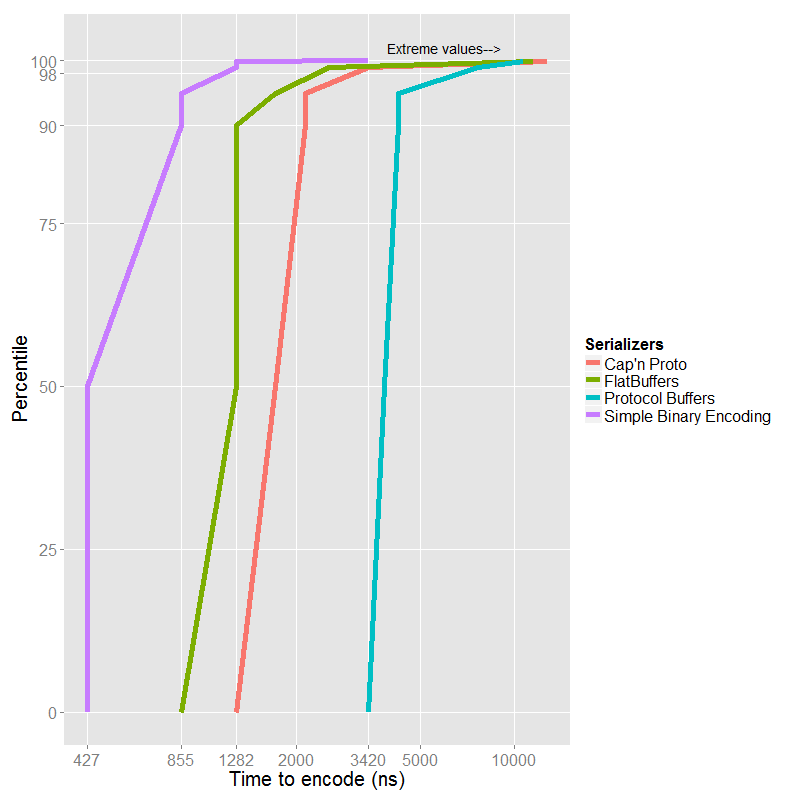 Extreme values-->
100
98
90
75
50
25
0
Percentile
427
855
1282
2000
3420
5000
10000
Time to encode (ns)
Serializers
Cap'n Proto
FlatBuffers
Protocol Buffers
Simple Binary Encoding